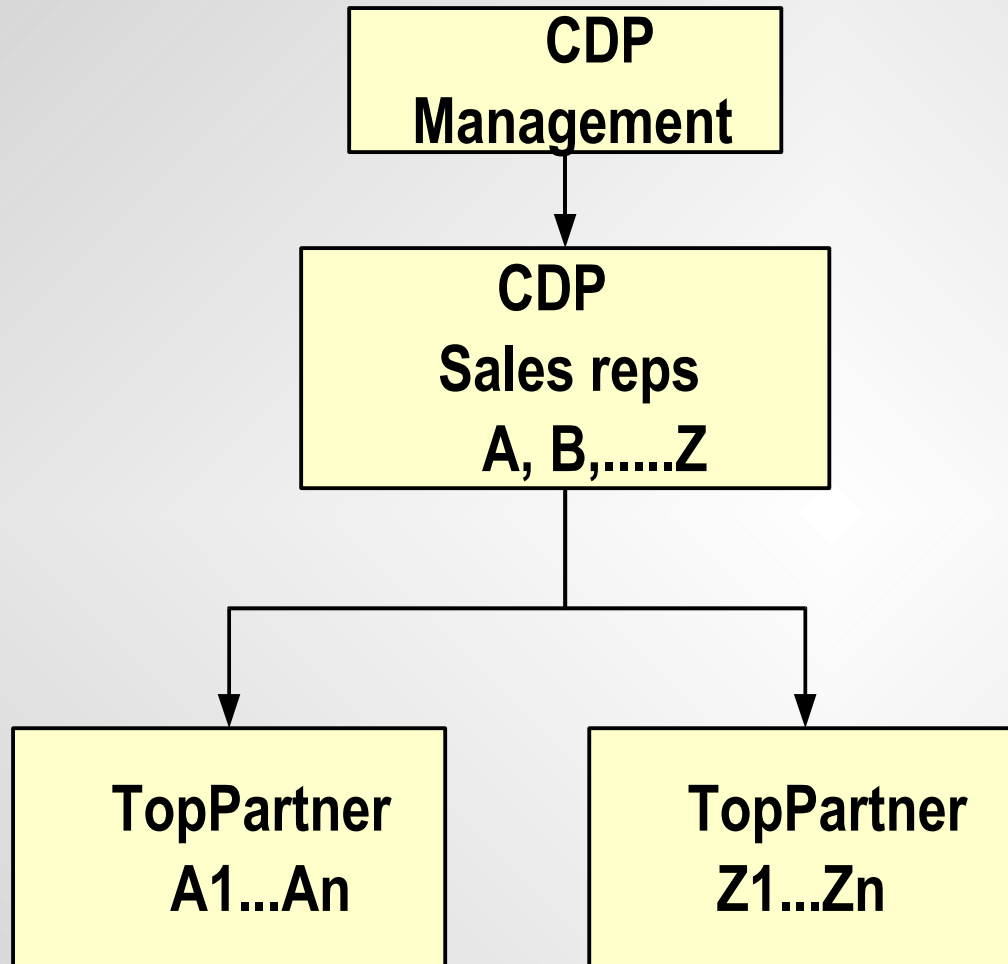 CDP
Management
CDP
Sales reps
A, B,.....Z
TopPartner
A1...An
TopPartner
Z1...Zn